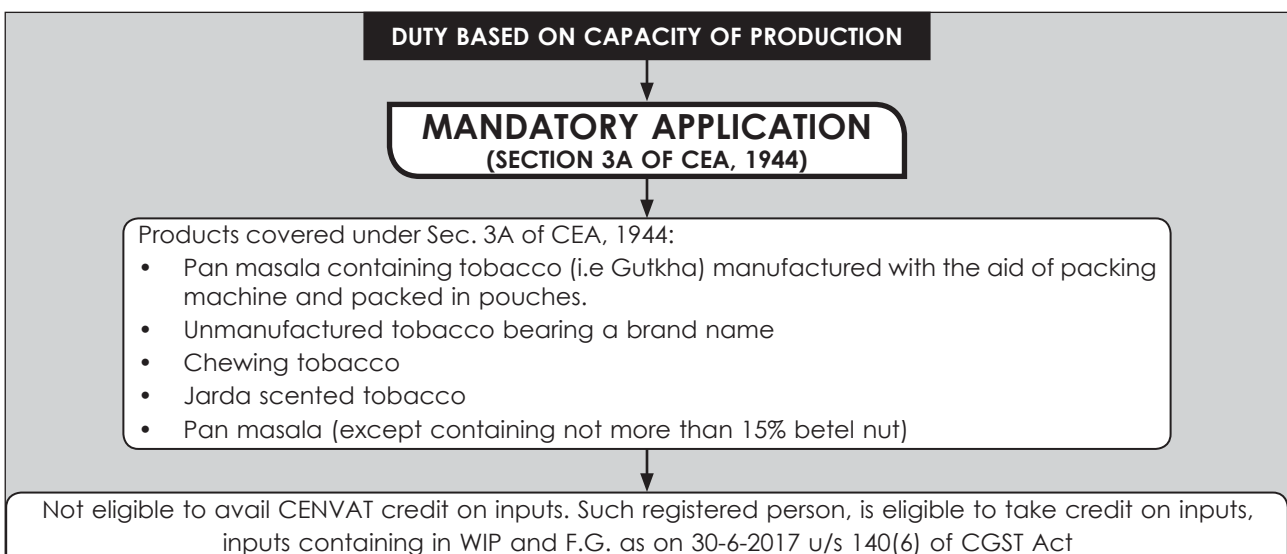 DUTY BASED ON CAPACITY OF PRODUCTION
MANDATORY APPLICATION
(SECTION 3A OF CEA, 1944)
Products covered under Sec. 3A of CEA, 1944:
• Pan masala containing tobacco (i.e Gutkha) manufactured with the aid of packing
machine and packed in pouches.
• Unmanufactured tobacco bearing a brand name
• Chewing tobacco
• Jarda scented tobacco
• Pan masala (except containing not more than 15% betel nut)
Not eligible to avail CENVAT credit on inputs. Such registered person, is eligible to take credit on inputs,
inputs containing in WIP and F.G. as on 30-6-2017 u/s 140(6) of CGST Act